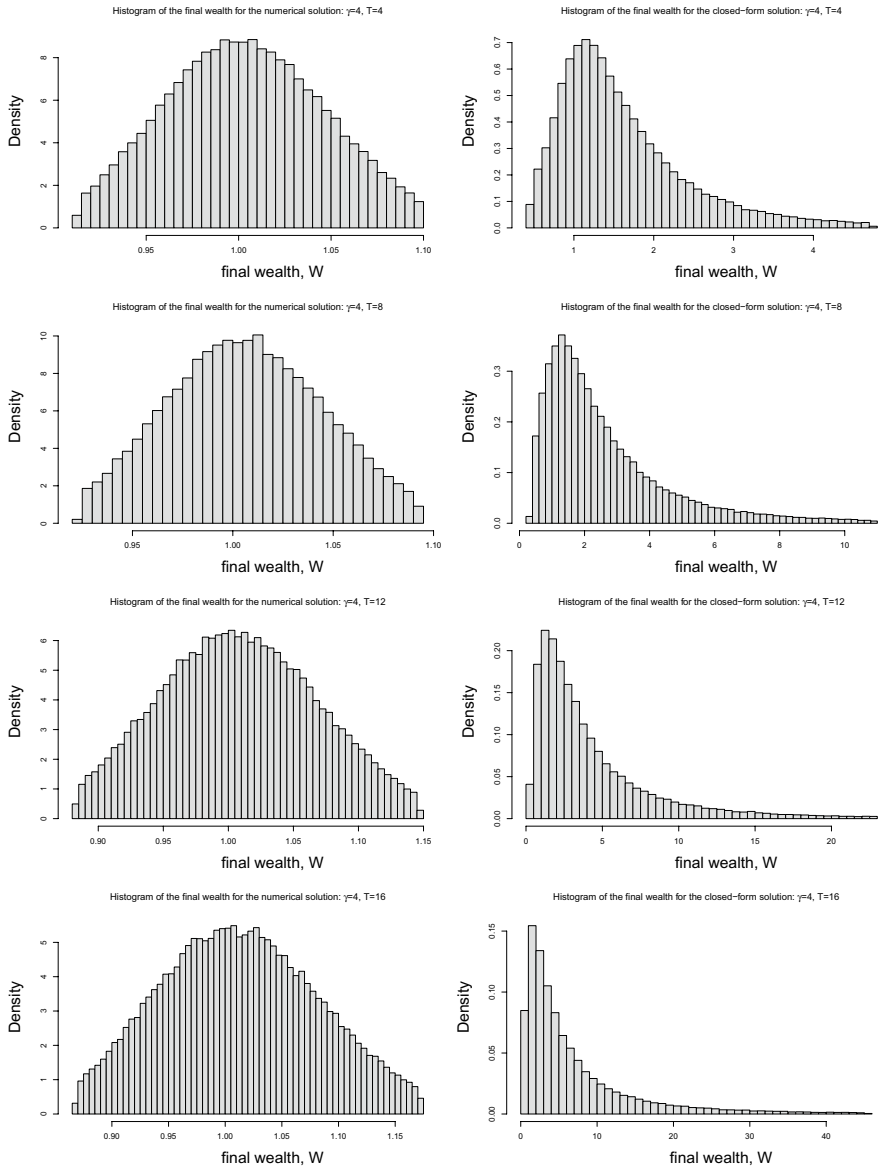 Histogram of the final wealth for the numerical solution: γ=4, T=4
Density
0 2 4 6 8
0.95 1.00 1.05 1.10
final wealth, W
Histogram of the final wealth for the closed−form solution: γ=4, T=4
Density
0.0 0.1 0.2 0.3 0.4 0.5 0.6 0.7
1 2 3 4
final wealth, W
Histogram of the final wealth for the numerical solution: γ=4, T=8
Density
0 2 4 6 8 10
0.95 1.00 1.05 1.10
final wealth, W
Histogram of the final wealth for the closed−form solution: γ=4, T=8
Density
0.0 0.1 0.2 0.3
0 2 4 6 8 10
final wealth, W
Histogram of the final wealth for the numerical solution: γ=4, T=12
Density
0 1 2 3 4 5 6
0.90 0.95 1.00 1.05 1.10 1.15
final wealth, W
Histogram of the final wealth for the closed−form solution: γ=4, T=12
Density
0.00 0.05 0.10 0.15 0.20
0 5 10 15 20
final wealth, W
Histogram of the final wealth for the numerical solution: γ=4, T=16
Density
0 1 2 3 4 5
0.90 0.95 1.00 1.05 1.10 1.15
final wealth, W
Histogram of the final wealth for the closed−form solution: γ=4, T=16
Density
0.00 0.05 0.10 0.15
0 10 20 30 40
final wealth, W